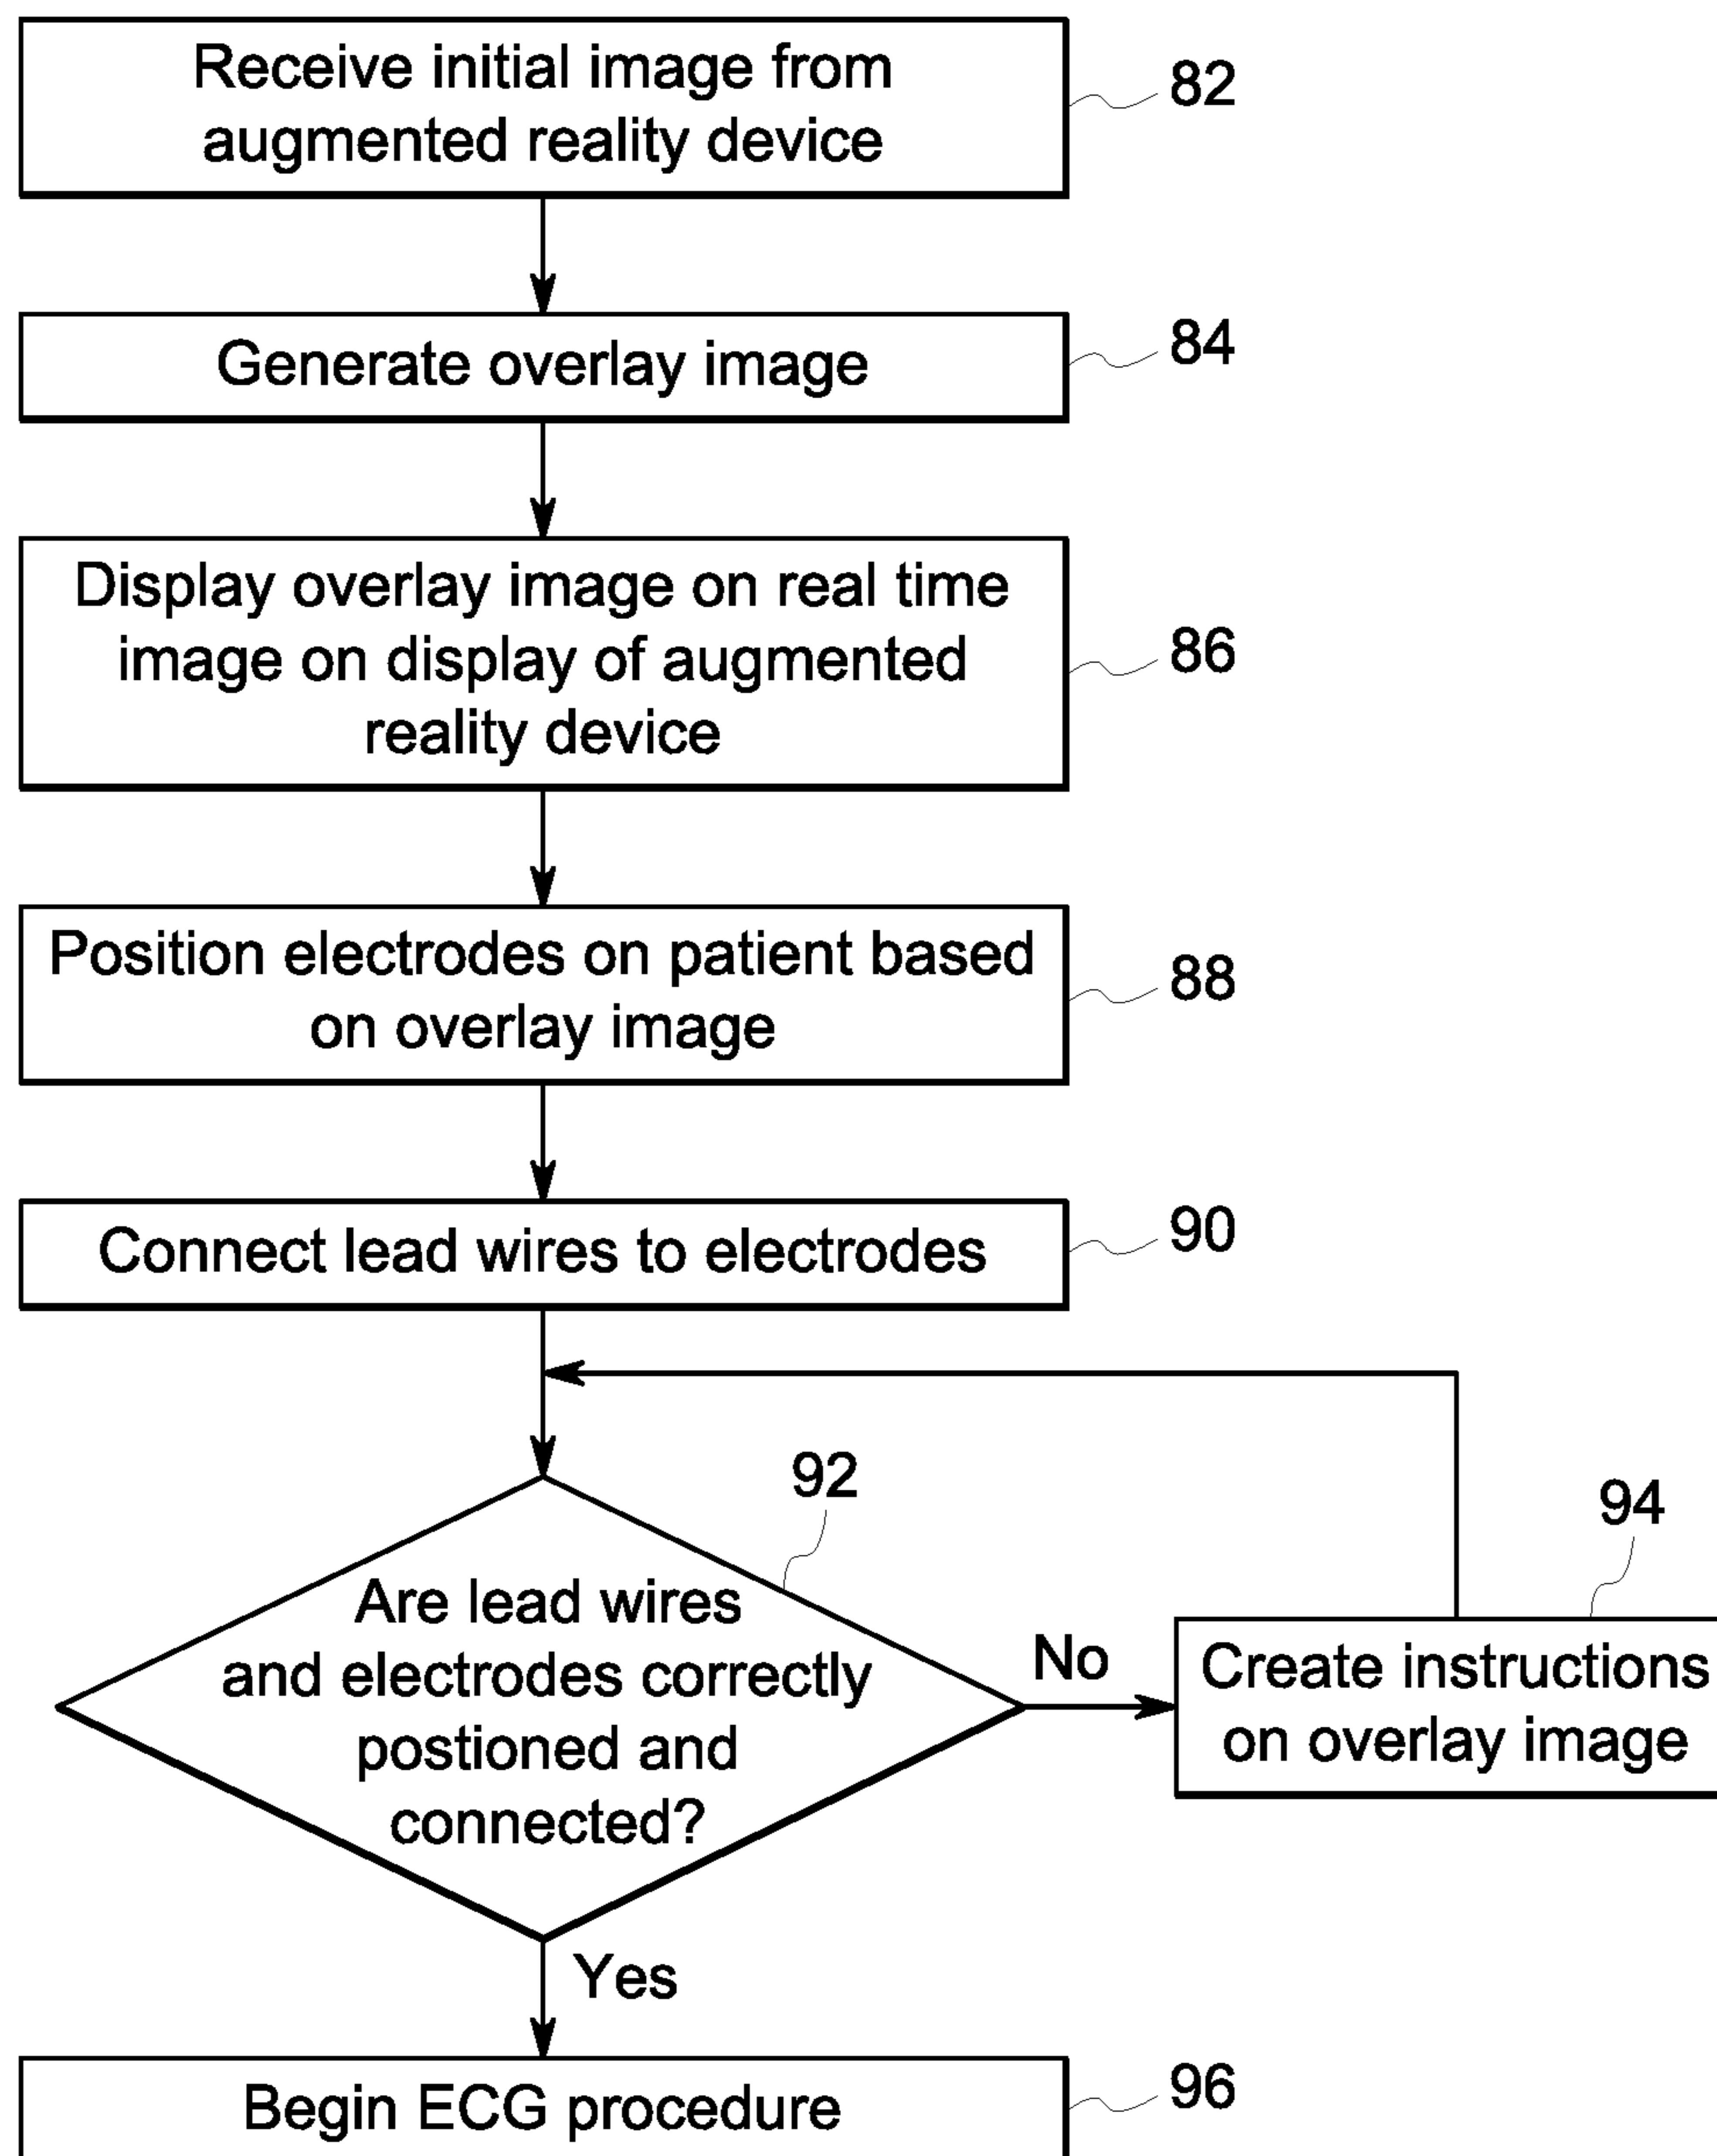 Receive initial image from
augmented reality device
82
Generate overlay image
84
Display overlay image on real time
image on display of augmented
reality device
86
Position electrodes on patient based
on overlay image
88
Connect lead wires to electrodes
90
92
Are lead wires
and electrodes correctly
postioned and
connected?
No
94
Create instructions
on overlay image
Yes
Begin ECG procedure
96